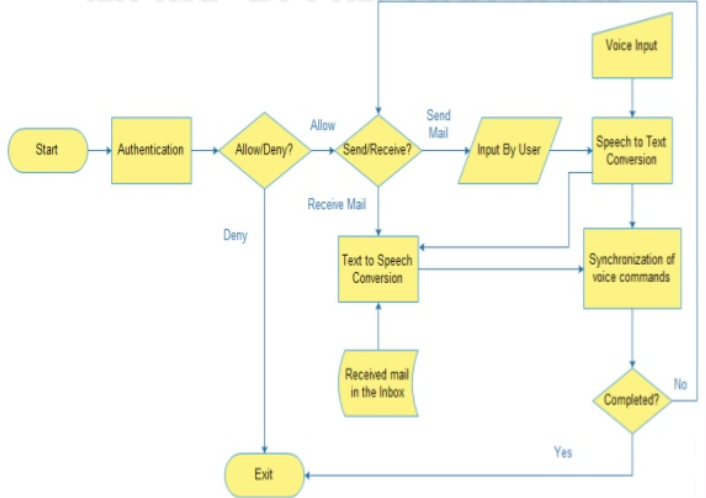 Voice Input
Start
Authentication
Allow/Deny?
Allow
Send/Receive?
Send
Mail
Input By User
Speech to Text
Conversion
Receive Mail
Deny
Text to Speech
Conversion
Synchronization of
voice commands
Received mail
in the Inbox
Completed?
No
Yes
Exit